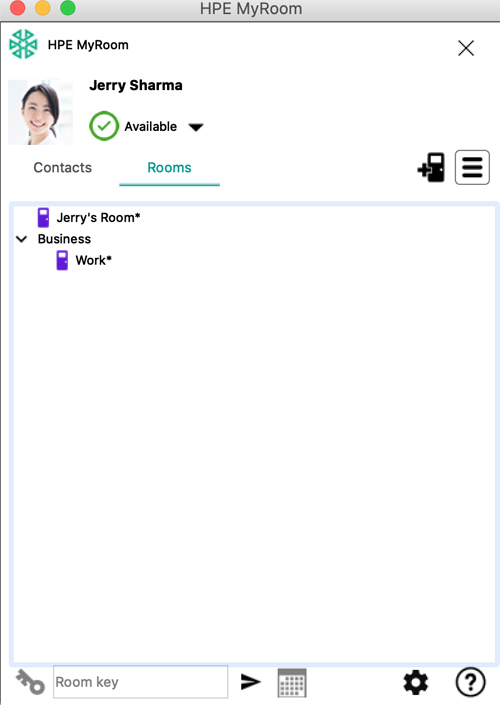 HPE MyRoom
HPE MyRoom
Jerry Sharma
Available
Contacts Rooms
Jerry's Room*
Business
Work*
Room key